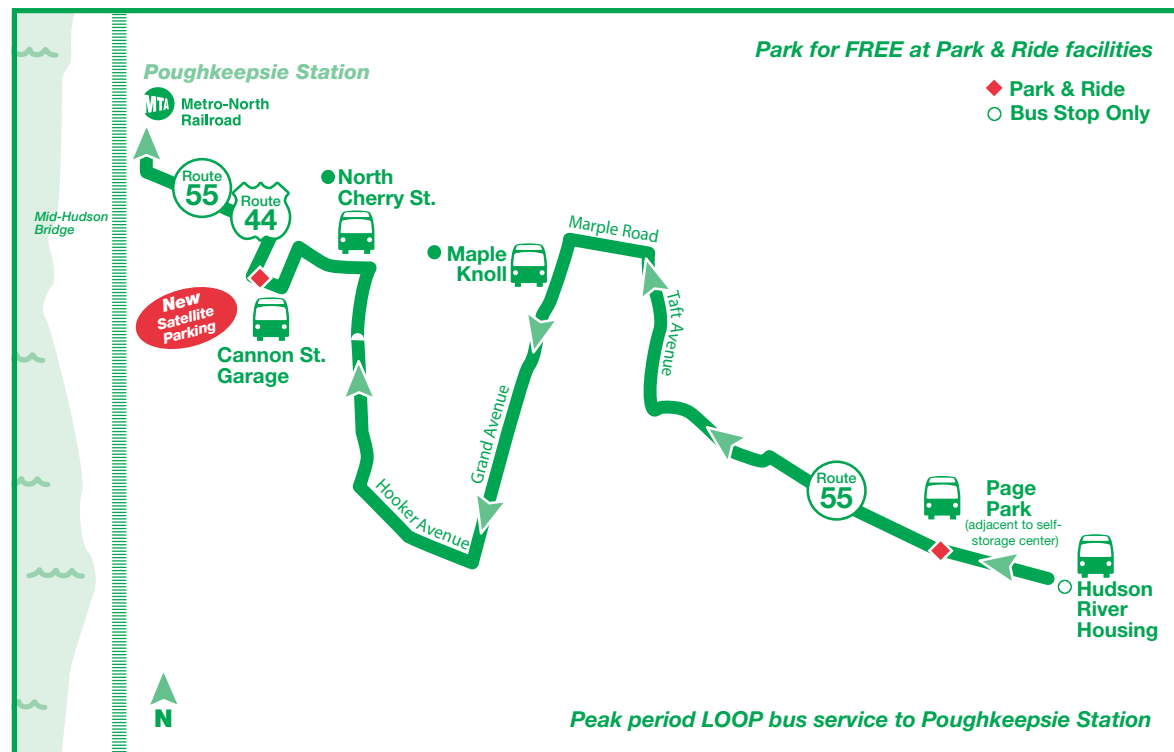 Park for FREE at Park & Ride facilities
Park & Ride
Bus Stop Only
Poughkeepsie Station
MTA
Metro-North
Railroad
Route
55
Route
44
North
Cherry St.
Mid-Hudson
Bridge
Maple
Knoll
Marple Road
Taft Avenue
New
Satellite
Parking
Cannon St.
Garage
Grand Avenue
Hooker Avenue
Route
55
Page
Park
(adjacent to self-
storage center)
Hudson
River
Housing
N
Peak period LOOP bus service to Poughkeepsie Station